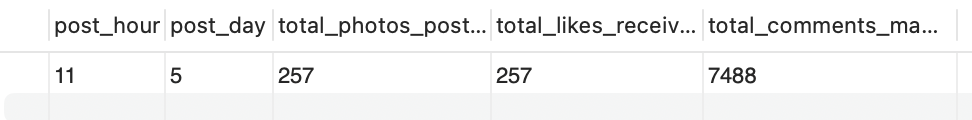 post_hour post_day total_photos_post... total_likes_receiv... total_comments_ma...
11 5 257 257 7488